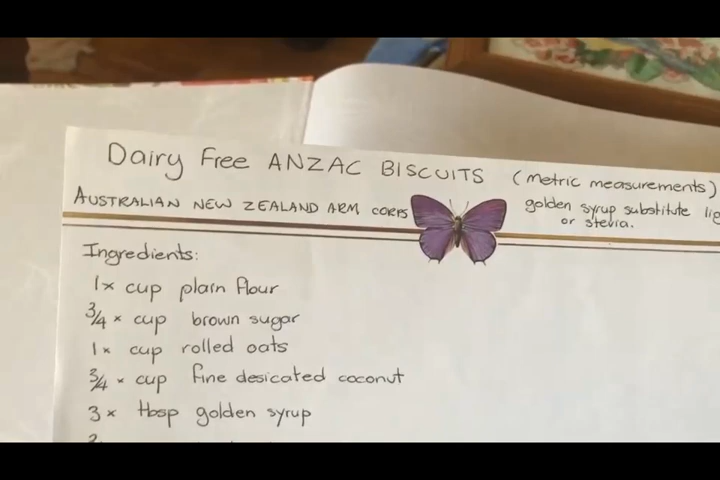 Dairy Free ANZAC BISCUITS (Metric measurements)
AUSTRALIAN NEW ZEALAND ARM CORPS
golden syrup substitute
or stevia.
Ingredients:
1x cup plain flour
3/4 x cup brown sugar
1x cup rolled oats
3/4 x cup fine desicated coconut
3x tbsp golden syrup